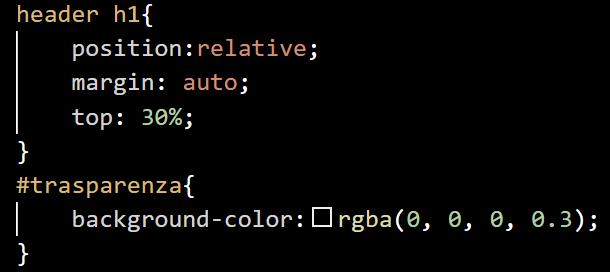 header h1{
    position:relative;
    margin: auto;
    top: 30%;
}
#trasparenza{
    background-color: rgba(0, 0, 0, 0.3);
}